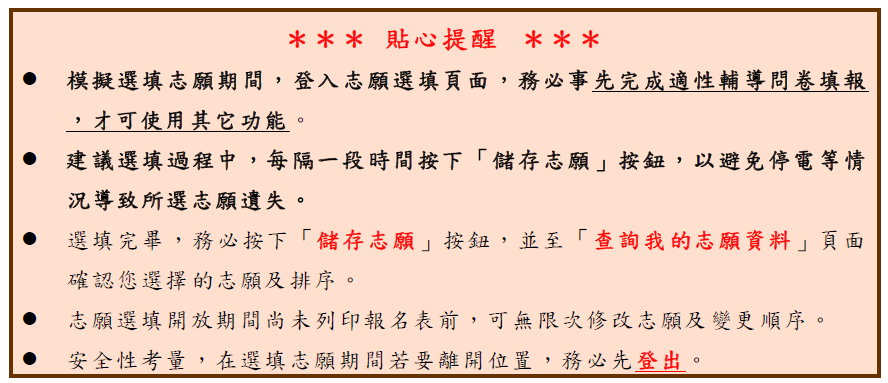 ＊＊＊ 貼心提醒 ＊＊＊
● 模擬選填志願期間，登入志願選填頁面，務必事先完成適性輔導問卷填報
，才可使用其它功能。
● 建議選填過程中，每隔一段時間按下「儲存志願」按鈕，以避免停電等情
況導致所選志願遺失。
● 選填完畢，務必按下「儲存志願」按鈕，並至「查詢我的志願資料」頁面
確認您選擇的志願及排序。
● 志願選填開放期間尚未列印報名表前，可無限次修改志願及變更順序。
● 安全性考量，在選填志願期間若要離開位置，務必先登出。